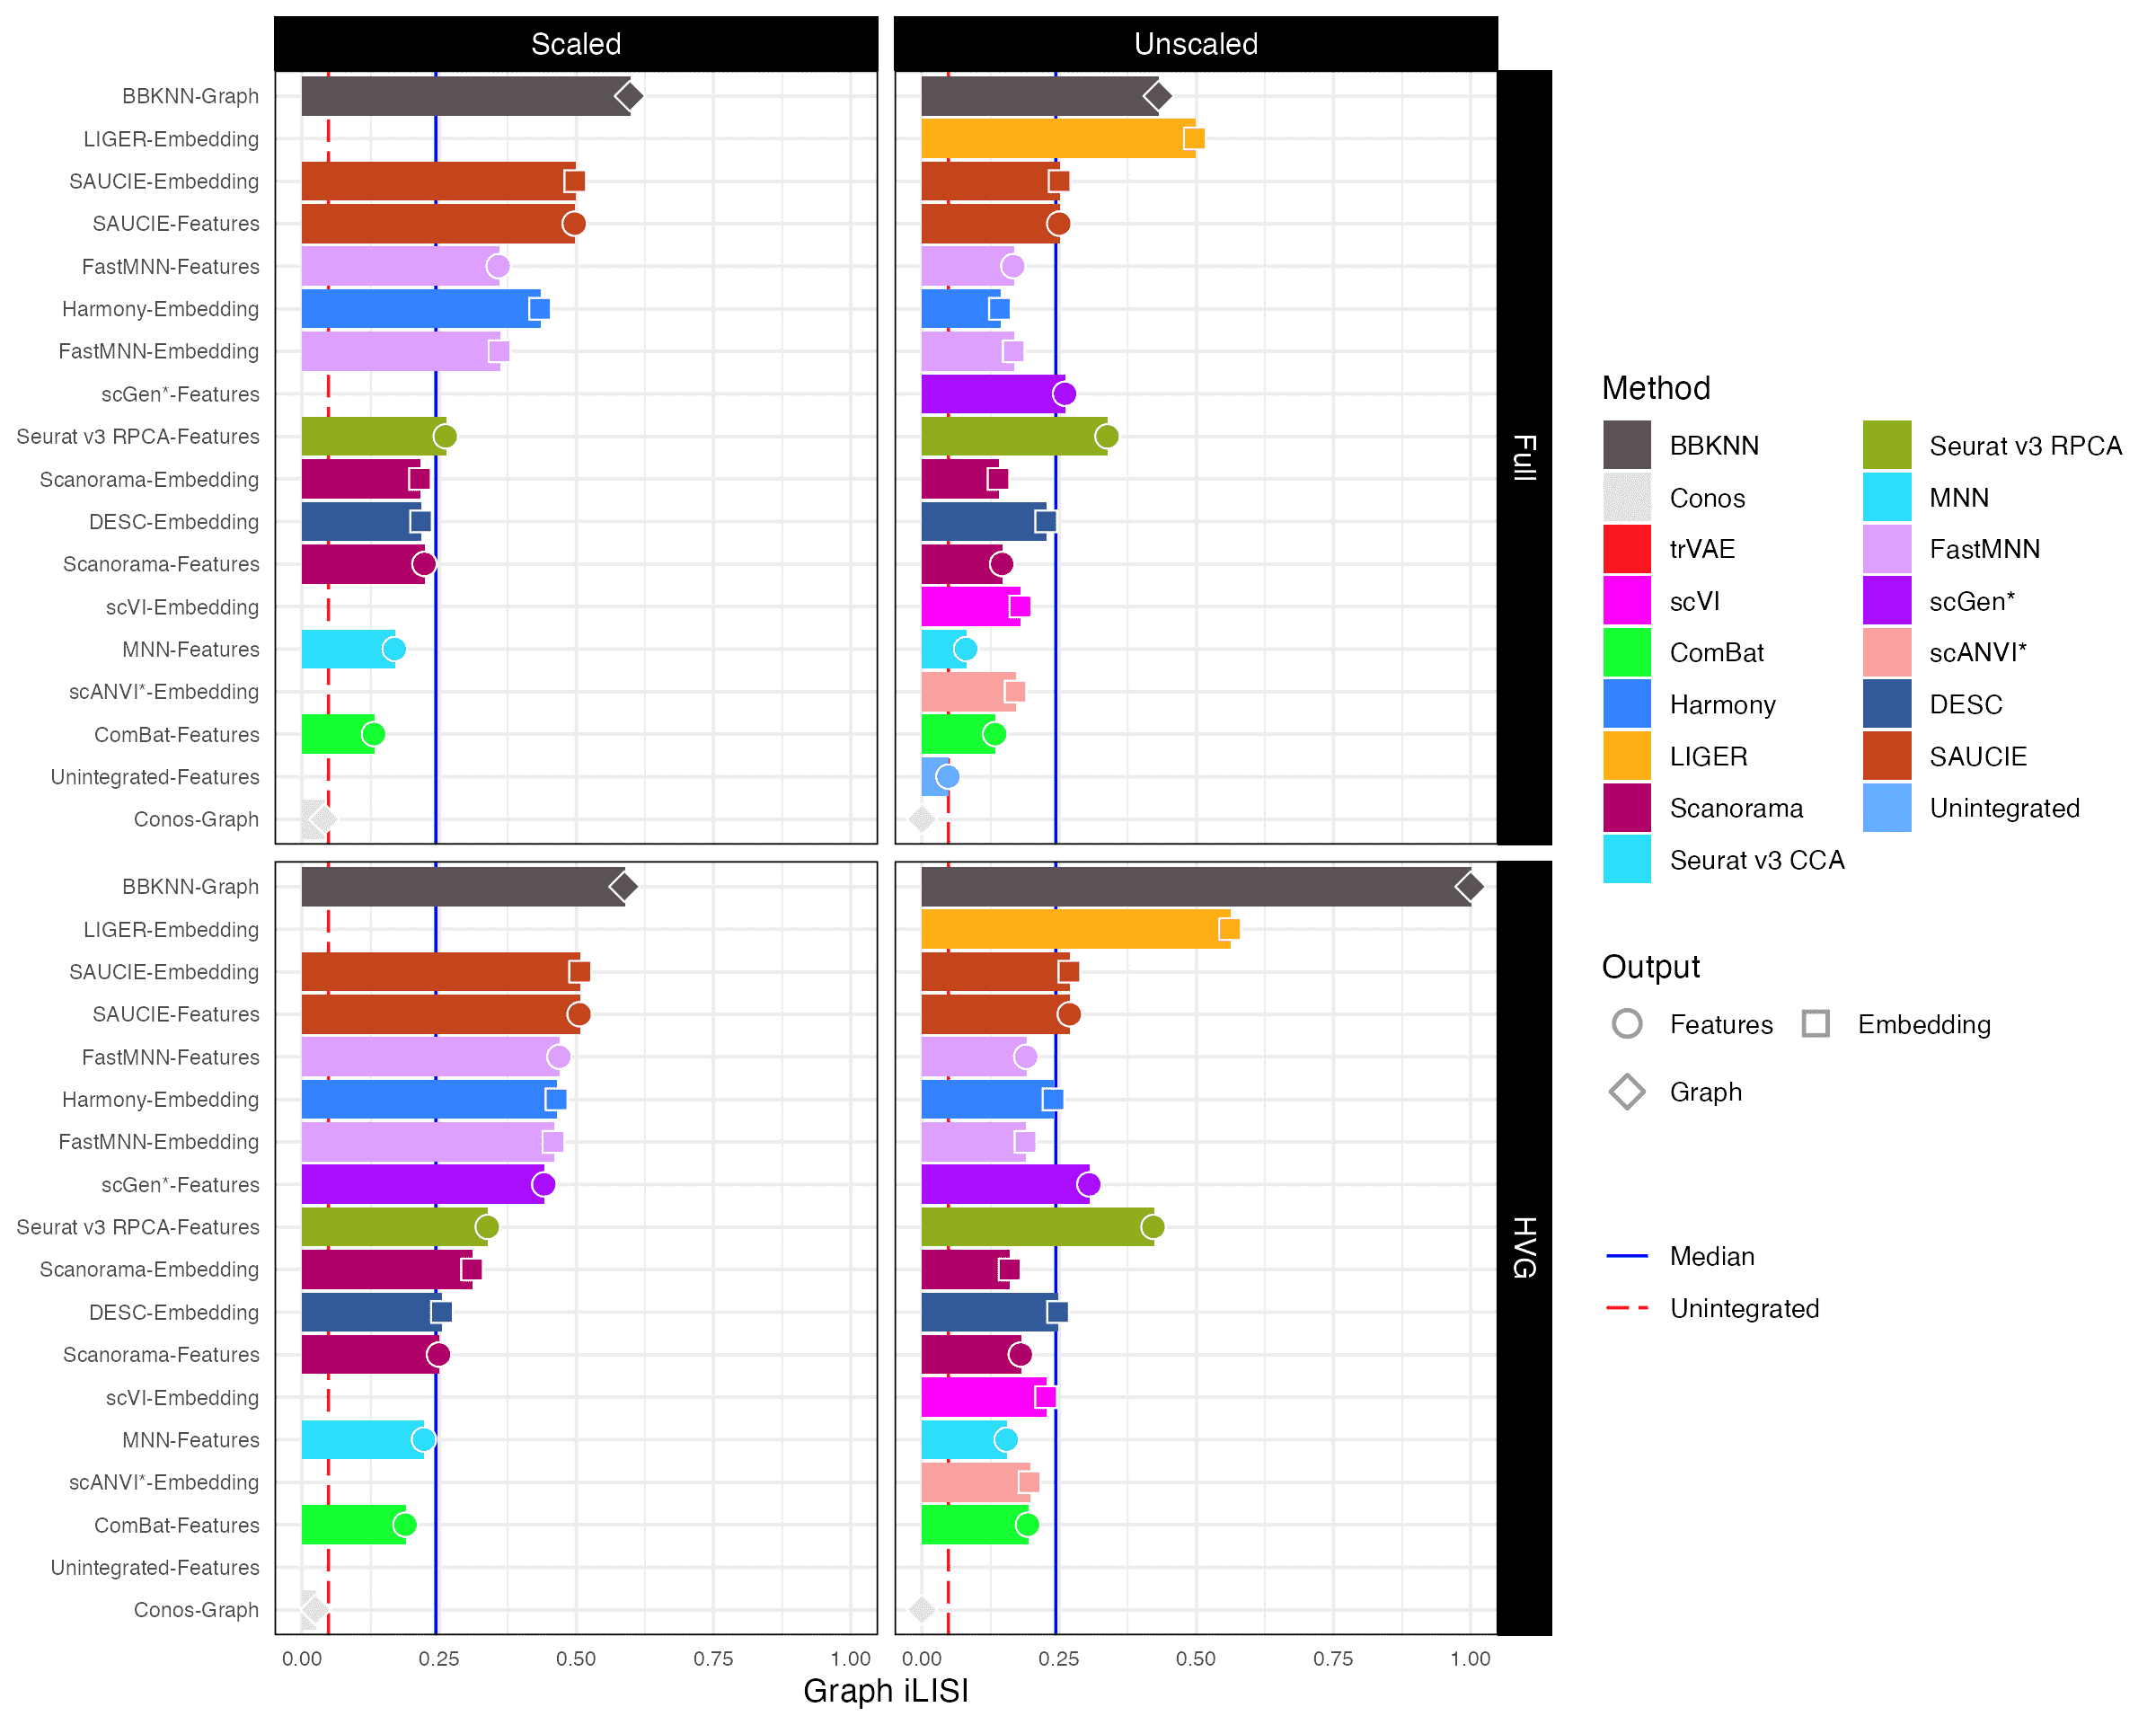 Scaled
Unscaled
BBKNN-Graph
LIGER-Embedding
SAUCIE-Embedding
SAUCIE-Features
FastMNN-Features
Harmony-Embedding
FastMNN-Embedding
scGen*-Features
Seurat v3 RPCA-Features
Scanorama-Embedding
DESC-Embedding
Scanorama-Features
scVI-Embedding
MNN-Features
scANVI*-Embedding
ComBat-Features
Unintegrated-Features
Conos-Graph
Full
BBKNN-Graph
LIGER-Embedding
SAUCIE-Embedding
SAUCIE-Features
FastMNN-Features
Harmony-Embedding
FastMNN-Embedding
scGen*-Features
Seurat v3 RPCA-Features
Scanorama-Embedding
DESC-Embedding
Scanorama-Features
scVI-Embedding
MNN-Features
scANVI*-Embedding
ComBat-Features
Unintegrated-Features
Conos-Graph
HVG
0.00 0.25 0.50 0.75 1.00
0.00 0.25 0.50 0.75 1.00
Graph iLISI
Method
BBKNN
Conos
trVAE
scVI
ComBat
Harmony
LIGER
Scanorama
Seurat v3 CCA
Seurat v3 RPCA
MNN
FastMNN
scGen*
scANVI*
DESC
SAUCIE
Unintegrated
Output
Features
Embedding
Graph
Median
Unintegrated